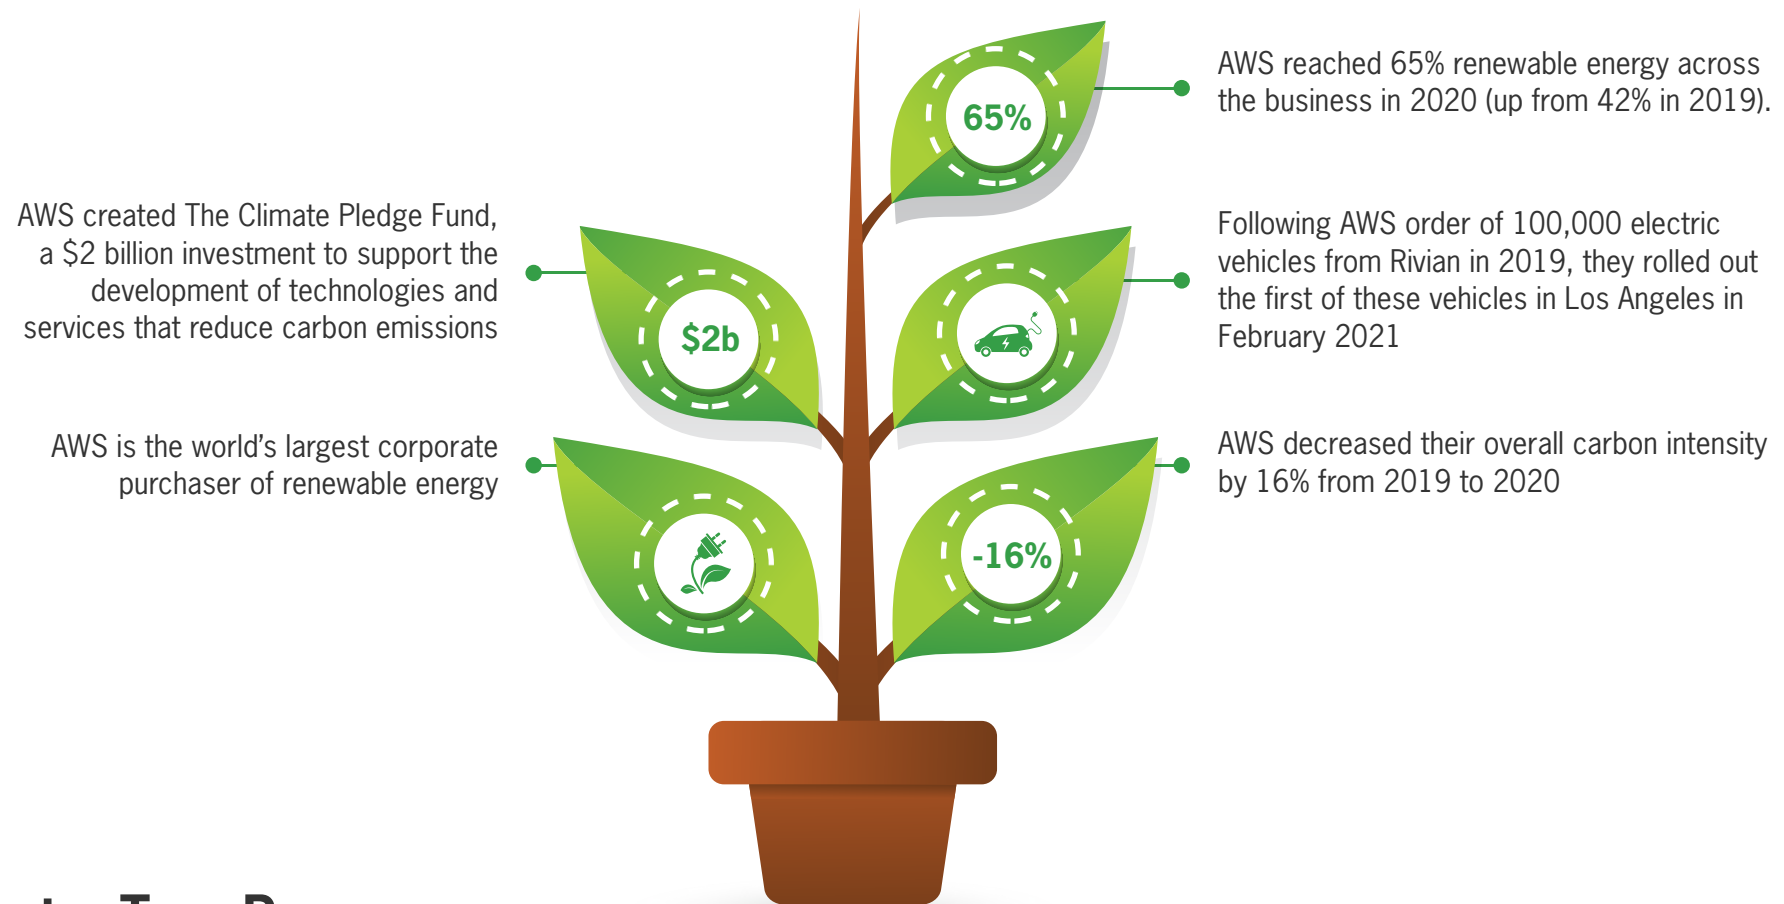 AWS reached 65% renewable energy across
the business in 2020 (up from 42% in 2019).
65%
AWS created The Climate Pledge Fund,
a $2 billion investment to support the
development of technologies and
services that reduce carbon emissions
$2b
Following AWS order of 100,000 electric
vehicles from Rivian in 2019, they rolled out
the first of these vehicles in Los Angeles in
February 2021
AWS is the world’s largest corporate
purchaser of renewable energy
AWS decreased their overall carbon intensity
by 16% from 2019 to 2020
-16%